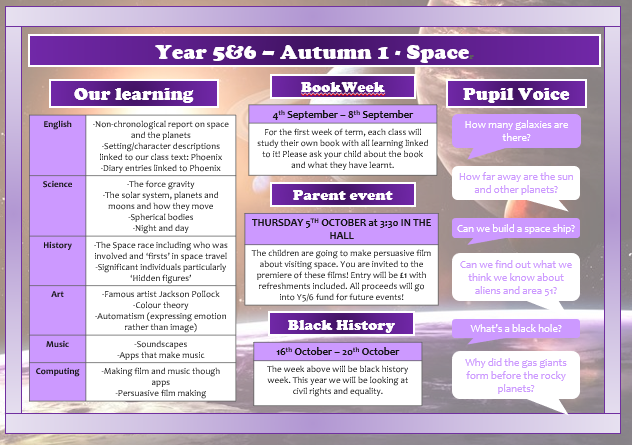 Year 5&6 – Autumn 1 - Space
Our learning
English
-Non-chronological report on space
and the planets
-Setting/character descriptions
linked to our class text: Phoenix
-Diary entries linked to Phoenix
Science
-The force gravity
-The solar system, planets and
moons and how they move
-Spherical bodies
-Night and day
History
-The Space race including who was
involved and 'firsts' in space travel
-Significant individuals particularly
'Hidden figures'
Art
-Famous artist Jackson Pollock
-Colour theory
-Automatism (expressing emotion
rather than image)
Music
-Soundscapes
-Apps that make music
Computing
-Making film and music though
apps
-Persuasive film making
BookWeek
4th September – 8th September
For the first week of term, each class will
study their own book with all learning linked
to it! Please ask your child about the book
and what they have learnt.
Parent event
THURSDAY 5TH OCTOBER at 3:30 IN THE
HALL
The children are going to make persuasive film
about visiting space. You are invited to the
premiere of these films! Entry will be £1 with
refreshments included. All proceeds will go
into Y5/6 fund for future events!
Black History
16th October – 20th October
The week above will be black history
week. This year we will be looking at
civil rights and equality.
Pupil Voice
How many galaxies are
there?
How far away are the sun
and other planets?
Can we build a space ship?
Can we find out what we
think we know about
aliens and area 51?
What's a black hole?
Why did the gas giants
form before the rocky
planets?